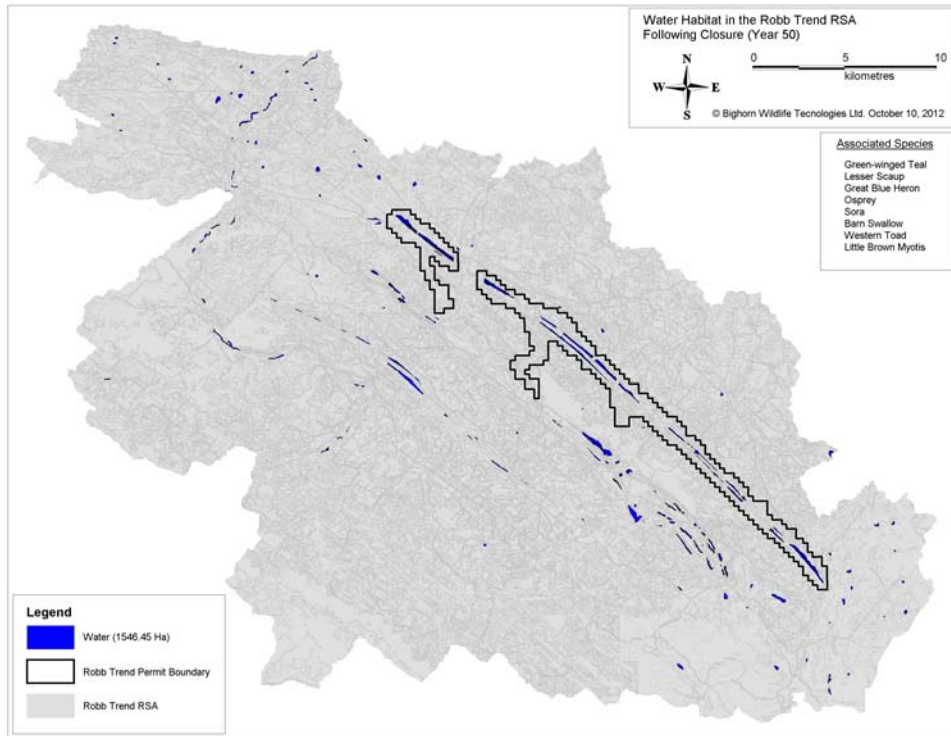 Water Habitat in the Robb Trend RSA
Following Closure (Year 50)
N
W E
S
0 5 10
kilometres
© Bighorn Wildlife Tecnologies Ltd. October 10, 2012
Associated Species
Green-winged Teal
Lesser Scaup
Great Blue Heron
Osprey
Sora
Barn Swallow
Western Toad
Little Brown Myotis
Legend
Water (1546.45 Ha)
Robb Trend Permit Boundary
Robb Trend RSA